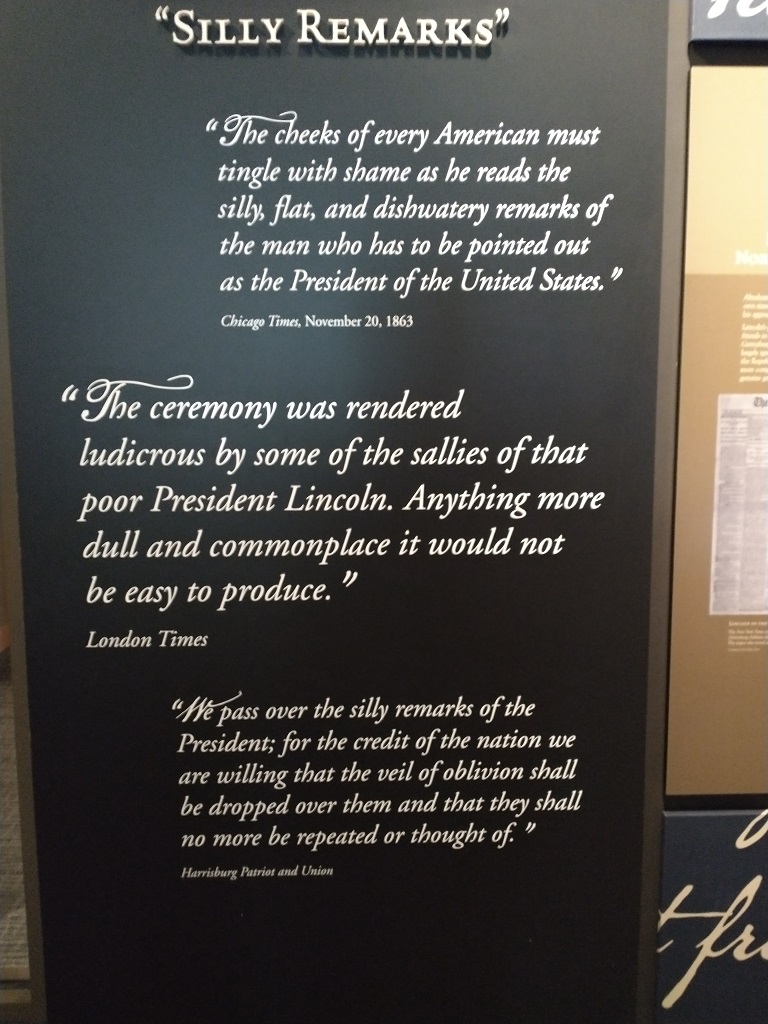 “SILLY REMARKS”
“The cheeks of every American must
tingle with shame as he reads the
silly, flat, and dishwatery remarks of
the man who has to be pointed out
as the President of the United States.”
Chicago Times, November 20, 1863
“The ceremony was rendered
ludicrous by some of the sallies of that
poor President Lincoln. Anything more
dull and commonplace it would not
be easy to produce.”
London Times
“We pass over the silly remarks of the
President; for the credit of the nation we
are willing that the veil of oblivion shall
be dropped over them and that they shall
no more be repeated or thought of.”
Harrisburg Patriot and Union